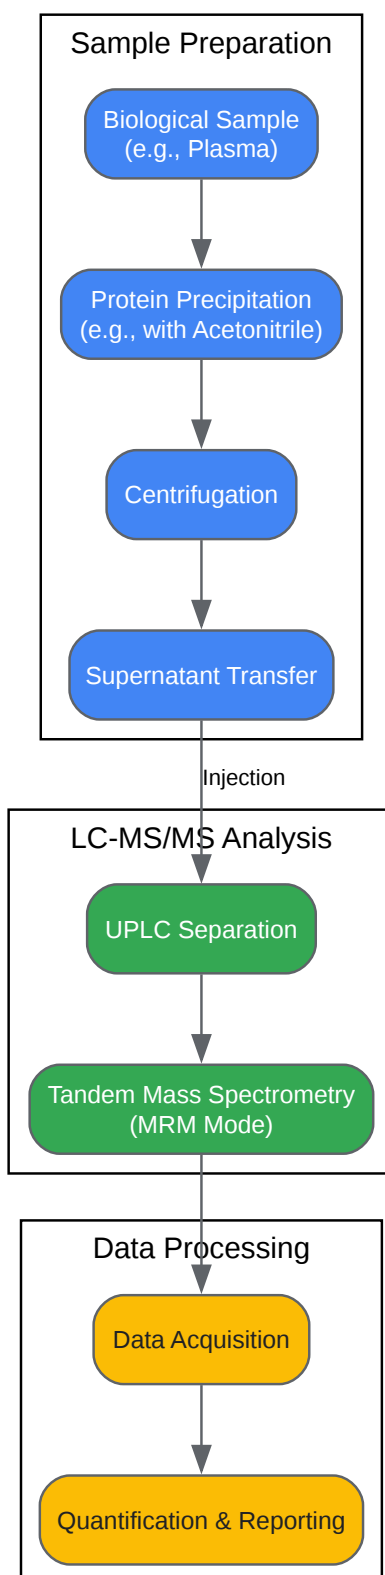 Sample Preparation
Biological Sample
(e.g., Plasma)
Protein Precipitation
(e.g., with Acetonitrile)
Centrifugation
Supernatant Transfer
Injection
LC-MS/MS Analysis
UPLC Separation
Tandem Mass Spectrometry
(MRM Mode)
Data Processing
Data Acquisition
Quantification & Reporting